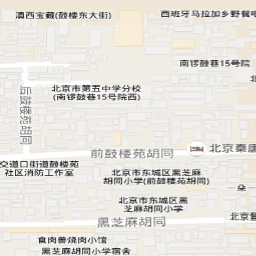 滇西宝藏(鼓楼东大街)
西班牙马拉加乡野餐吧
南锣鼓巷15号院
北京市第五中学分校
(南锣鼓巷15号院西)
后鼓楼苑胡同
前鼓楼苑胡同
北京秦唐
交道口街道鼓楼苑
社区消防工作室
北京市东城区黑芝麻
胡同小学(前鼓楼苑胡同)
一朵
北京市东城区黑芝
麻胡同小学
黑芝麻胡同
食肉兽烧肉小馆
黑芝麻胡同小学宿舍